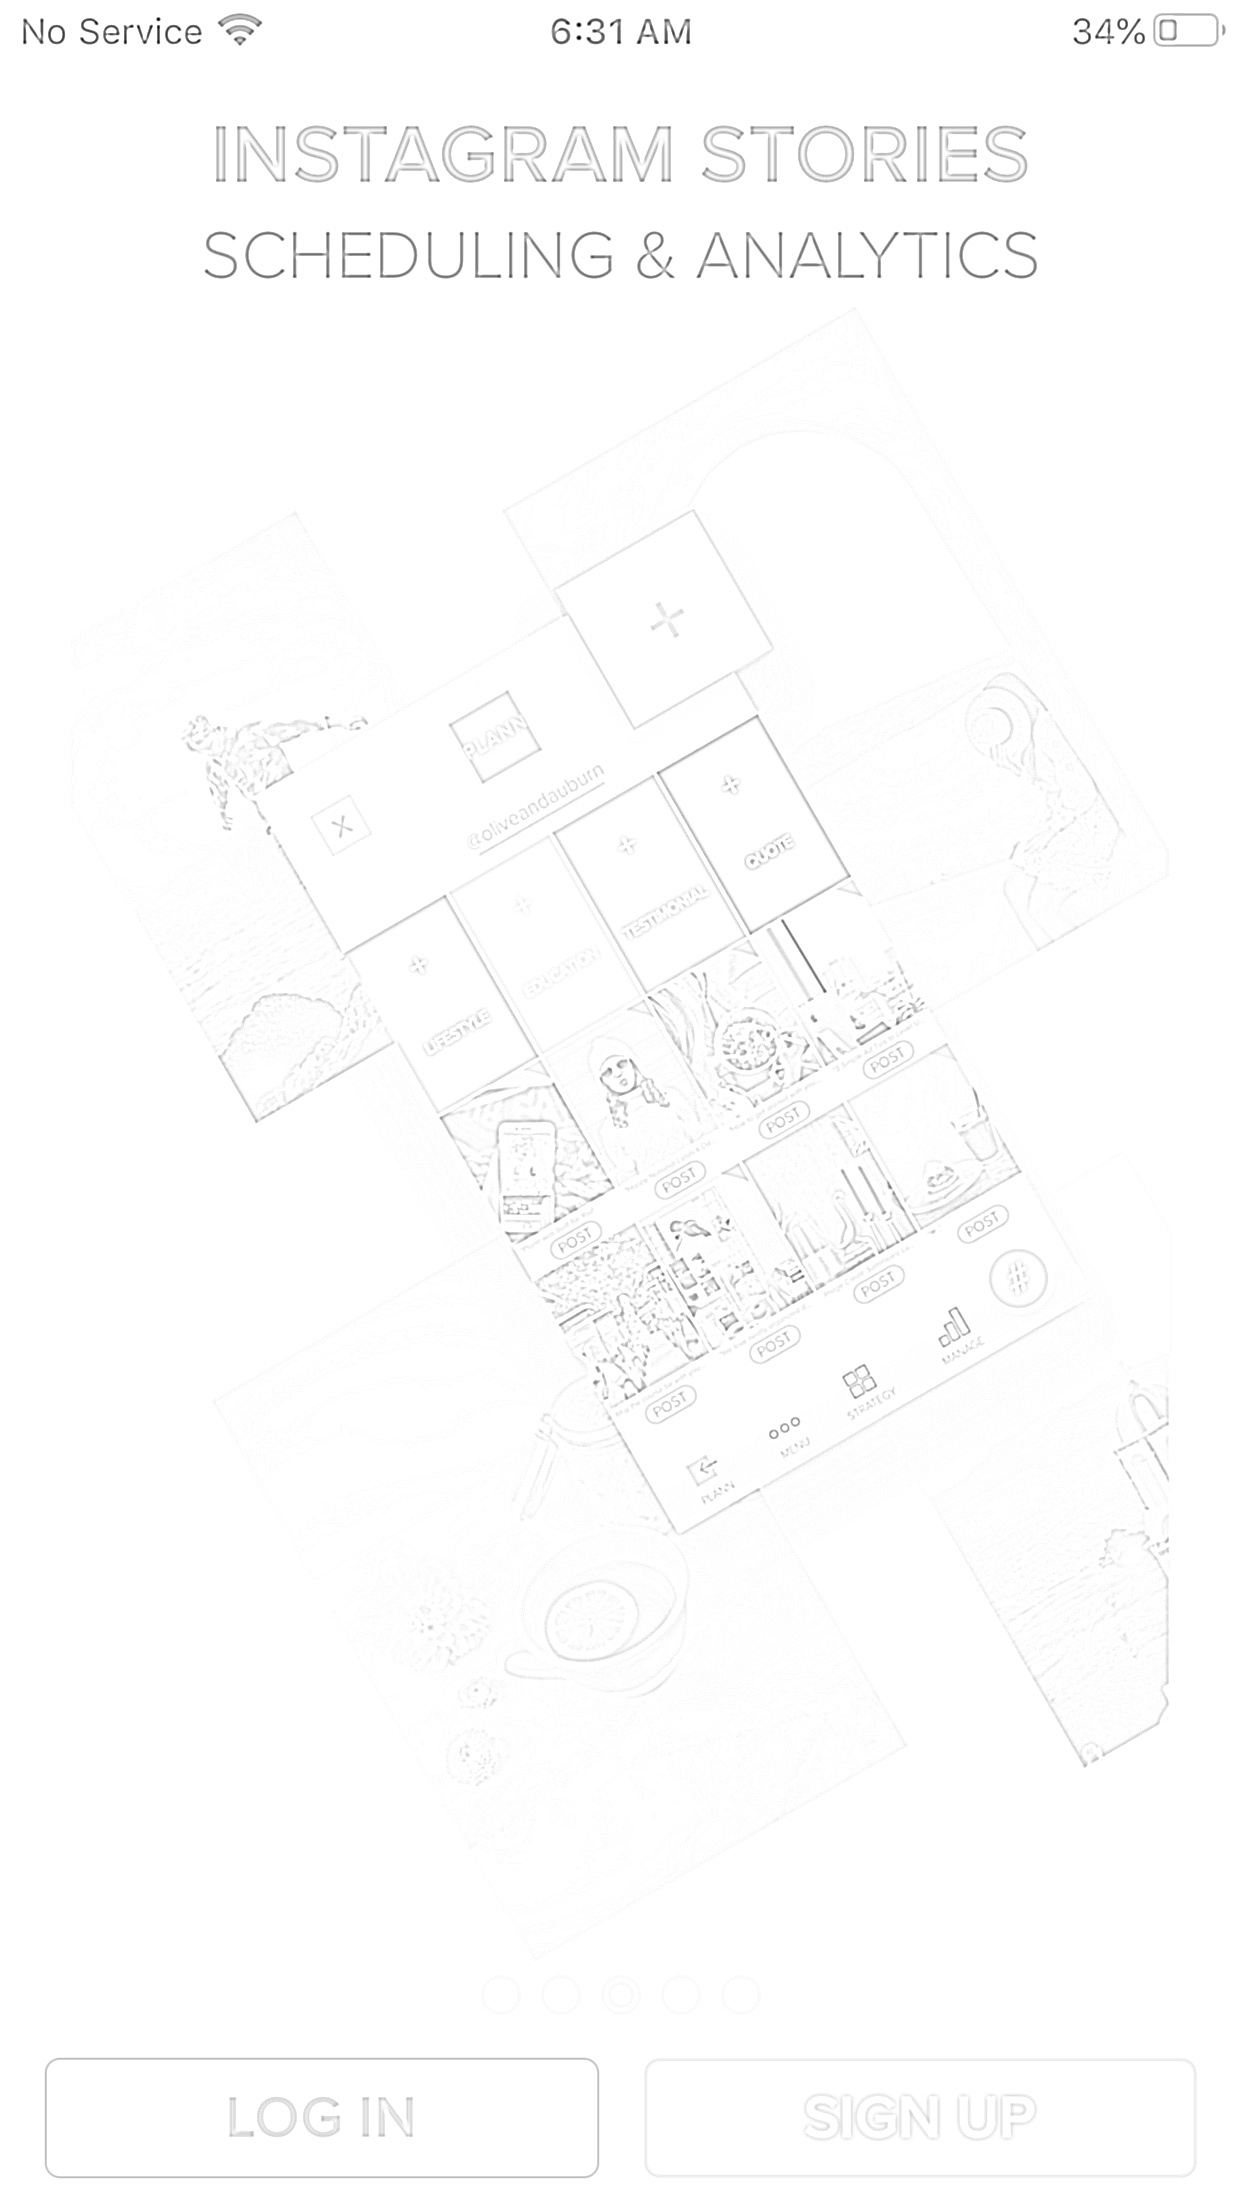 No Service 6:31 AM 34%
INSTAGRAM STORIES
SCHEDULING & ANALYTICS
PLANN
@oliveandauburn
X
QUOTE
TESTIMONIAL
EDUCATION
LIFESTYLE
POST
POST
POST
POST
POST
POST
POST
POST
#
MANAGE
STRATEGY
MENU
PLANN
LOG IN SIGN UP